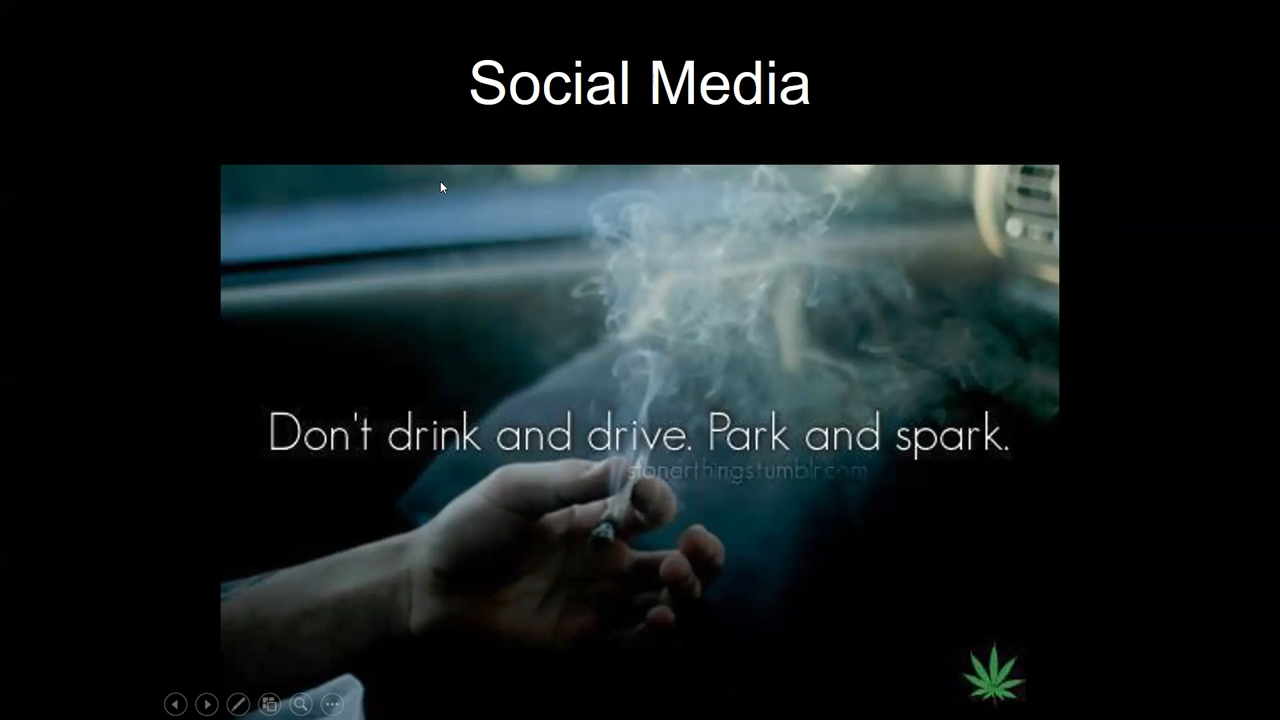 Social Media
Don't drink and drive. Park and spark.
stonerthings.tumblr.com